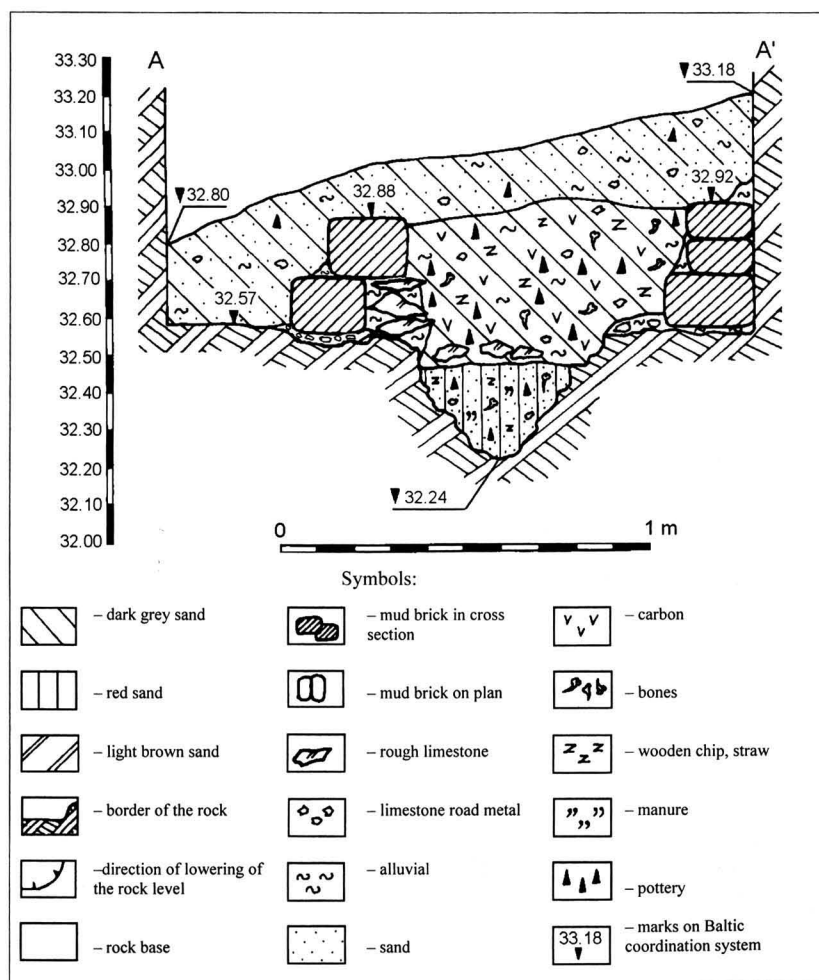 A
A'
33.30
33.20
33.10
33.00
32.90
32.80
32.70
32.60
32.50
32.40
32.30
32.20
32.10
32.00
33.18
32.92
32.88
32.80
32.57
32.24
0
1 m
Symbols:
– dark grey sand
– red sand
– light brown sand
– border of the rock
–direction of lowering of
the rock level
– rock base
– mud brick in cross
section
– mud brick on plan
– rough limestone
– limestone road metal
– alluvial
– sand
– carbon
– bones
– wooden chip, straw
– manure
– pottery
33.18
– marks on Baltic
coordination system